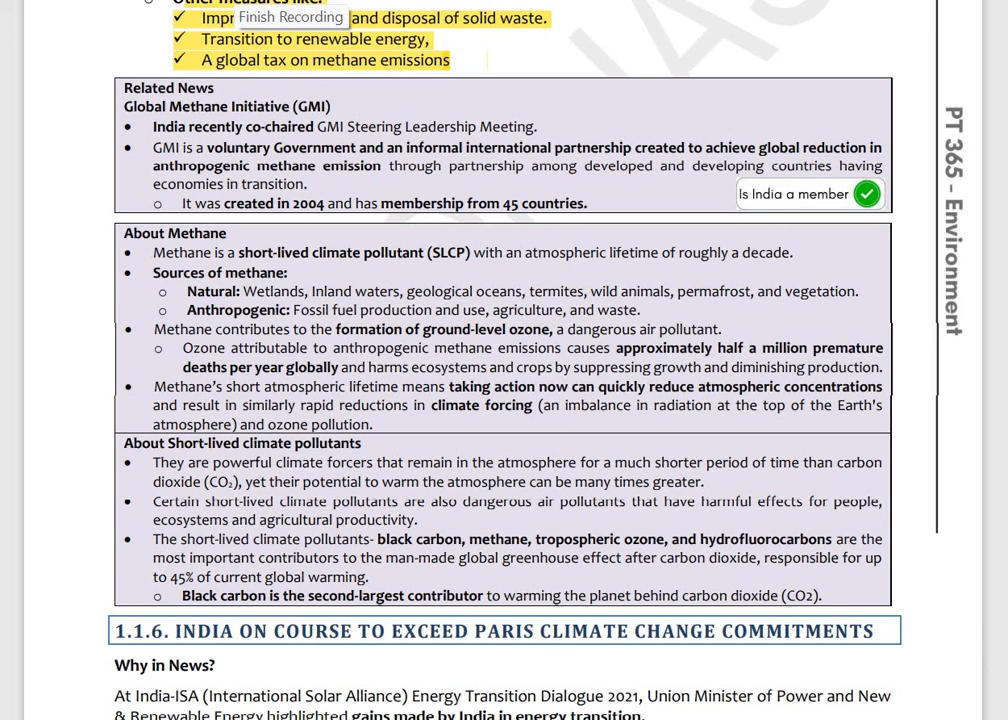 Other measures like:
Impr Finish Recording and disposal of solid waste.
Transition to renewable energy,
A global tax on methane emissions
Related News
Global Methane Initiative (GMI)
India recently co-chaired GMI Steering Leadership Meeting.
GMI is a voluntary Government and an informal international partnership created to achieve global reduction in
anthropogenic methane emission through partnership among developed and developing countries having
economies in transition.
It was created in 2004 and has membership from 45 countries.
Is India a member
About Methane
Methane is a short-lived climate pollutant (SLCP) with an atmospheric lifetime of roughly a decade.
Sources of methane:
Natural: Wetlands, Inland waters, geological oceans, termites, wild animals, permafrost, and vegetation.
Anthropogenic: Fossil fuel production and use, agriculture, and waste.
Methane contributes to the formation of ground-level ozone, a dangerous air pollutant.
Ozone attributable to anthropogenic methane emissions causes approximately half a million premature
deaths per year globally and harms ecosystems and crops by suppressing growth and diminishing production.
Methane's short atmospheric lifetime means taking action now can quickly reduce atmospheric concentrations
and result in similarly rapid reductions in climate forcing (an imbalance in radiation at the top of the Earth's
atmosphere) and ozone pollution.
About Short-lived climate pollutants
They are powerful climate forcers that remain in the atmosphere for a much shorter period of time than carbon
dioxide (CO₂), yet their potential to warm the atmosphere can be many times greater.
Certain short-lived climate pollutants are also dangerous air pollutants that have harmful effects for people,
ecosystems and agricultural productivity.
The short-lived climate pollutants- black carbon, methane, tropospheric ozone, and hydrofluorocarbons are the
most important contributors to the man-made global greenhouse effect after carbon dioxide, responsible for up
to 45% of current global warming.
Black carbon is the second-largest contributor to warming the planet behind carbon dioxide (CO2).
1.1.6. INDIA ON COURSE TO EXCEED PARIS CLIMATE CHANGE COMMITMENTS
Why in News?
At India-ISA (International Solar Alliance) Energy Transition Dialogue 2021, Union Minister of Power and New
& Renewable Energy highlighted gains made by India in energy transition.
PT 365 - Environment